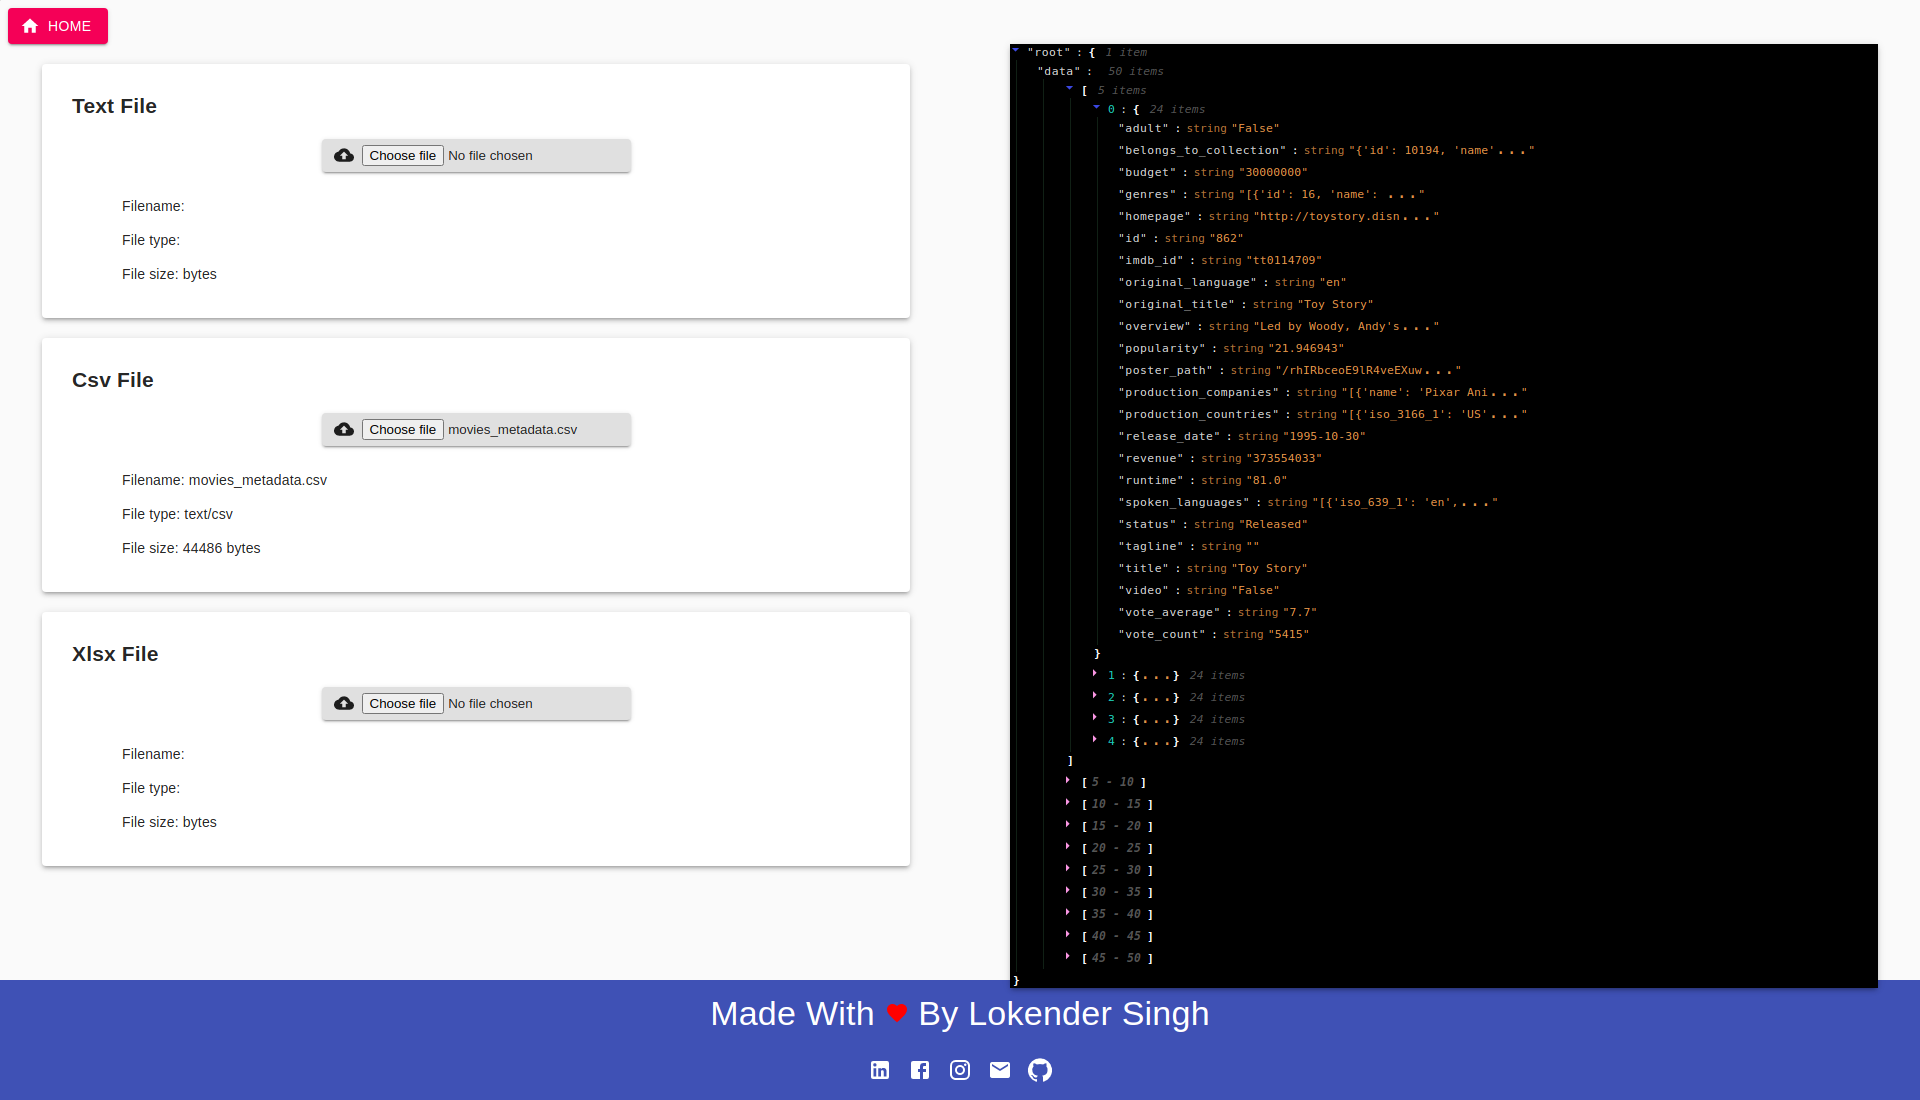 HOME
Text File
Choose file No file chosen
Filename:
File type:
File size: bytes
Csv File
Choose file movies_metadata.csv
Filename: movies_metadata.csv
File type: text/csv
File size: 44486 bytes
Xlsx File
Choose file No file chosen
Filename:
File type:
File size: bytes
"root" : { 1 item
"data" : 50 items
[ 5 items
0 : { 24 items
"adult" : string "False"
"belongs_to_collection" : string "{'id': 10194, 'name'..."
"budget" : string "30000000"
"genres" : string "[{'id': 16, 'name': ..."
"homepage" : string "http://toystory.disn..."
"id" : string "862"
"imdb_id" : string "tt0114709"
"original_language" : string "en"
"original_title" : string "Toy Story"
"overview" : string "Led by Woody, Andy's..."
"popularity" : string "21.946943"
"poster_path" : string "/rhIRbceoE9lR4veEXuw..."
"production_companies" : string "[{'name': 'Pixar Ani..."
"production_countries" : string "[{'iso_3166_1': 'US'..."
"release_date" : string "1995-10-30"
"revenue" : string "373554033"
"runtime" : string "81.0"
"spoken_languages" : string "[{'iso_639_1': 'en',..."
"status" : string "Released"
"tagline" : string ""
"title" : string "Toy Story"
"video" : string "False"
"vote_average" : string "7.7"
"vote_count" : string "5415"
}
1 : {...} 24 items
2 : {...} 24 items
3 : {...} 24 items
4 : {...} 24 items
]
[ 5 - 10 ]
[ 10 - 15 ]
[ 15 - 20 ]
[ 20 - 25 ]
[ 25 - 30 ]
[ 30 - 35 ]
[ 35 - 40 ]
[ 40 - 45 ]
[ 45 - 50 ]
}
Made With ❤ By Lokender Singh